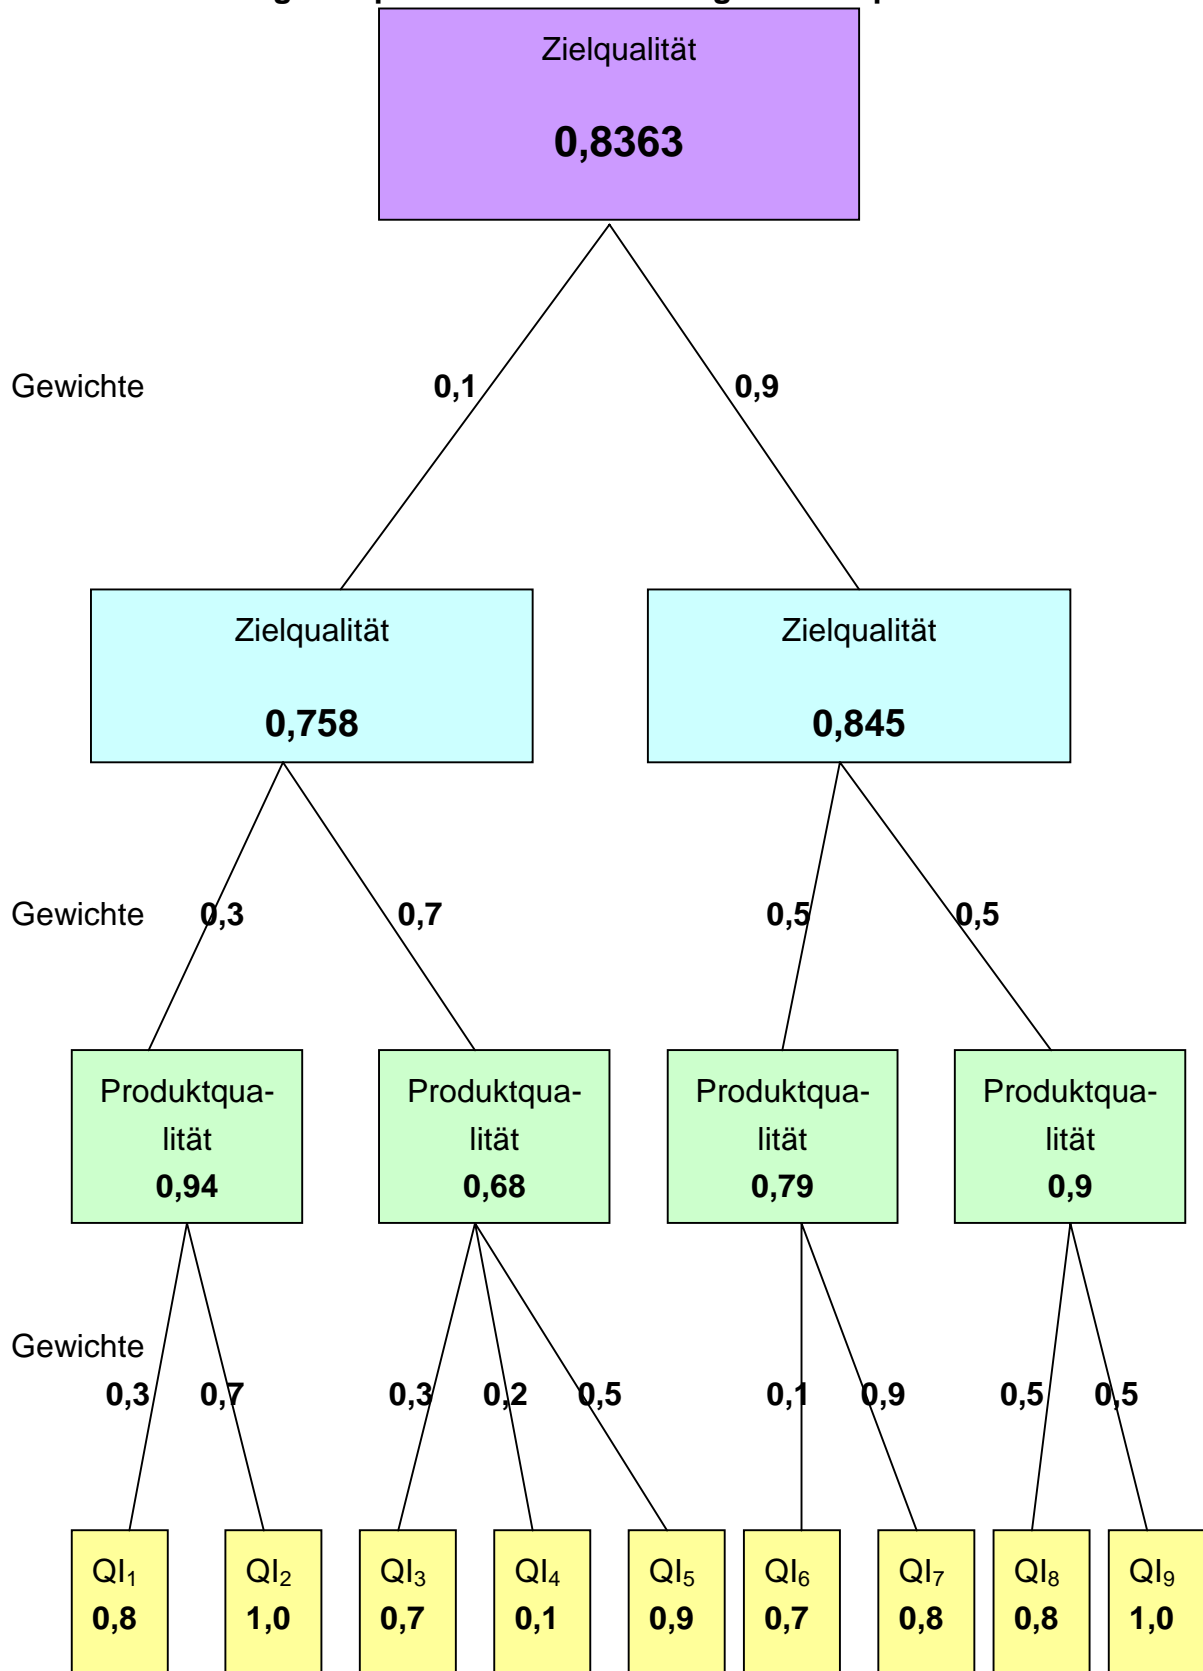 Zielqualität
0,8363
Gewichte 0,1 0,9
Zielqualität Zielqualität
0,758 0,845
Gewichte 0,3 0,7 0,5 0,5
Produktqua- Produktqua- Produktqua- Produktqua-
lität lität lität lität
0,94 0,68 0,79 0,9
Gewichte
0,3 0,7 0,3 0,2 0,5 0,1 0,9 0,5 0,5
QI₁ QI₂ QI₃ QI₄ QI₅ QI₆ QI₇ QI₈ QI₉
0,8 1,0 0,7 0,1 0,9 0,7 0,8 0,8 1,0